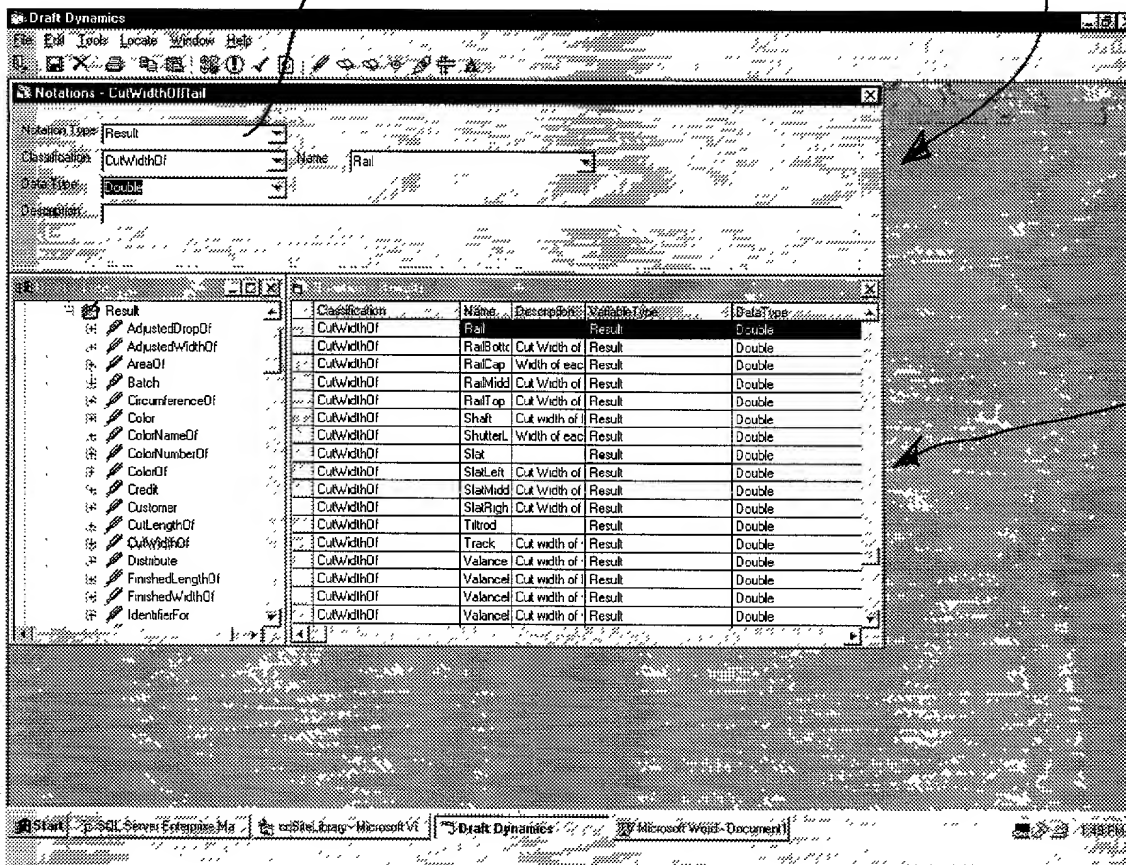 Draft Dynamics
File Edit Tools Locate Window Help
Notations - CutWidthOfRail
Notation Type Result
Classification CutWidthOf Name Rail
Data Type Double
Description
Result
AdjustedDropOf
AdjustedWidthOf
AreaOf
Batch
CircumferenceOf
Color
ColorNameOf
ColorNumberOf
ColorOf
Credit
Customer
CutLengthOf
CutWidthOf
Distribute
FinishedLengthOf
FinishedWidthOf
IdentifierFor
Classification Name Description VariableType DataType
CutWidthOf Rail Result Double
CutWidthOf RailBotto Cut Width of Result Double
CutWidthOf RailCap Width of eac Result Double
CutWidthOf RailMidd Cut Width of Result Double
CutWidthOf RailTop Cut Width of Result Double
CutWidthOf Shaft Cut width of Result Double
CutWidthOf ShutterL Width of eac Result Double
CutWidthOf Slat Result Double
CutWidthOf SlatLeft Cut Width of Result Double
CutWidthOf SlatMidd Cut Width of Result Double
CutWidthOf SlatRigh Cut Width of Result Double
CutWidthOf Tiltrod Result Double
CutWidthOf Track Cut width of Result Double
CutWidthOf Valance Cut width of Result Double
CutWidthOf Valancel Cut width of Result Double
CutWidthOf Valancel Cut width of Result Double
CutWidthOf Valancel Cut width of Result Double
Start SQL Server Enterprise Ma ccSiteLibrary - Microsoft Vi Draft Dynamics Microsoft Word - Document1